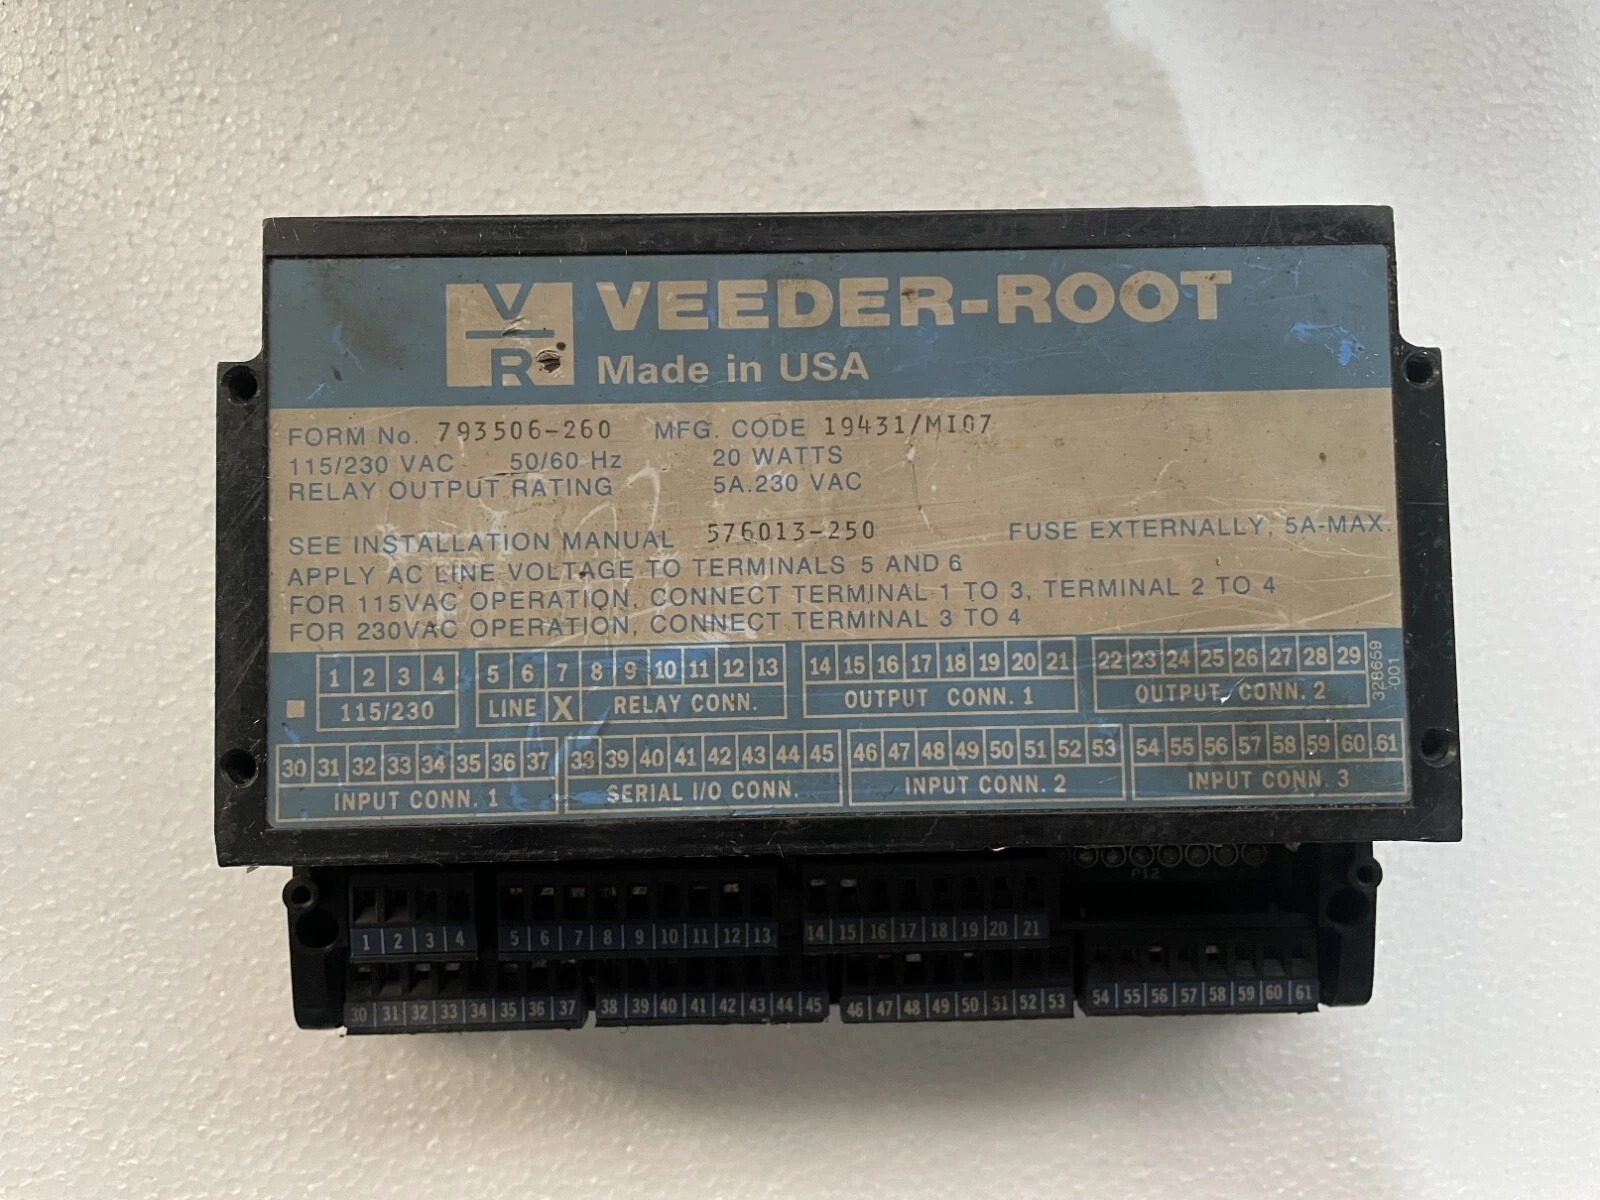 V
R
VEEDER-ROOT
Made in USA
FORM No. 793506-260 MFG. CODE 19431/MI07
115/230 VAC 50/60 Hz 20 WATTS
RELAY OUTPUT RATING 5A.230 VAC
SEE INSTALLATION MANUAL 576013-250 FUSE EXTERNALLY, 5A-MAX.
APPLY AC LINE VOLTAGE TO TERMINALS 5 AND 6
FOR 115VAC OPERATION, CONNECT TERMINAL 1 TO 3, TERMINAL 2 TO 4
FOR 230VAC OPERATION, CONNECT TERMINAL 3 TO 4
1 2 3 4 5 6 7 8 9 10 11 12 13 14 15 16 17 18 19 20 21 22 23 24 25 26 27 28 29
115/230 LINE X RELAY CONN. OUTPUT CONN. 1 OUTPUT CONN. 2
328659
-001
30 31 32 33 34 35 36 37 38 39 40 41 42 43 44 45 46 47 48 49 50 51 52 53 54 55 56 57 58 59 60 61
INPUT CONN. 1 SERIAL I/O CONN. INPUT CONN. 2 INPUT CONN. 3
P12
1 2 3 4 5 6 7 8 9 10 11 12 13 14 15 16 17 18 19 20 21
30 31 32 33 34 35 36 37 38 39 40 41 42 43 44 45 46 47 48 49 50 51 52 53 54 55 56 57 58 59 60 61